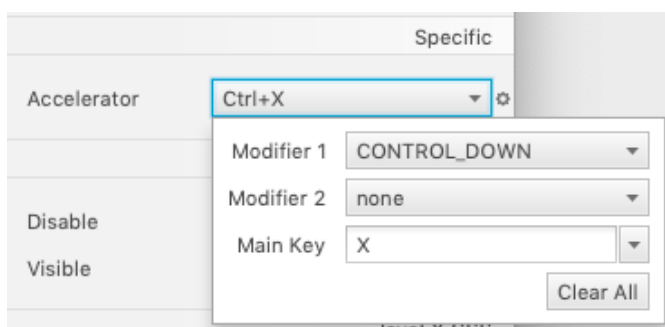 Specific
Accelerator
Ctrl+X
Modifier 1 CONTROL_DOWN
Modifier 2 none
Disable
Main Key X
Visible
Clear All